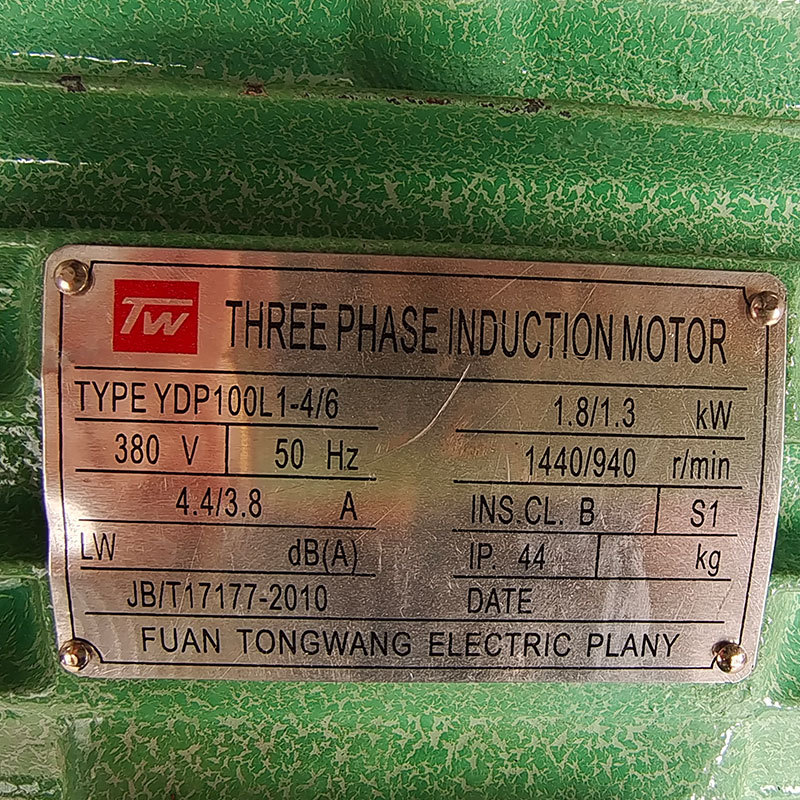 TW THREE PHASE INDUCTION MOTOR
TYPE YDP100L1-4/6 1.8/1.3 kW
380 V 50 Hz 1440/940 r/min
4.4/3.8 A INS.CL. B S1
LW dB(A) IP. 44 kg
JB/T17177-2010 DATE
FUAN TONGWANG ELECTRIC PLANY